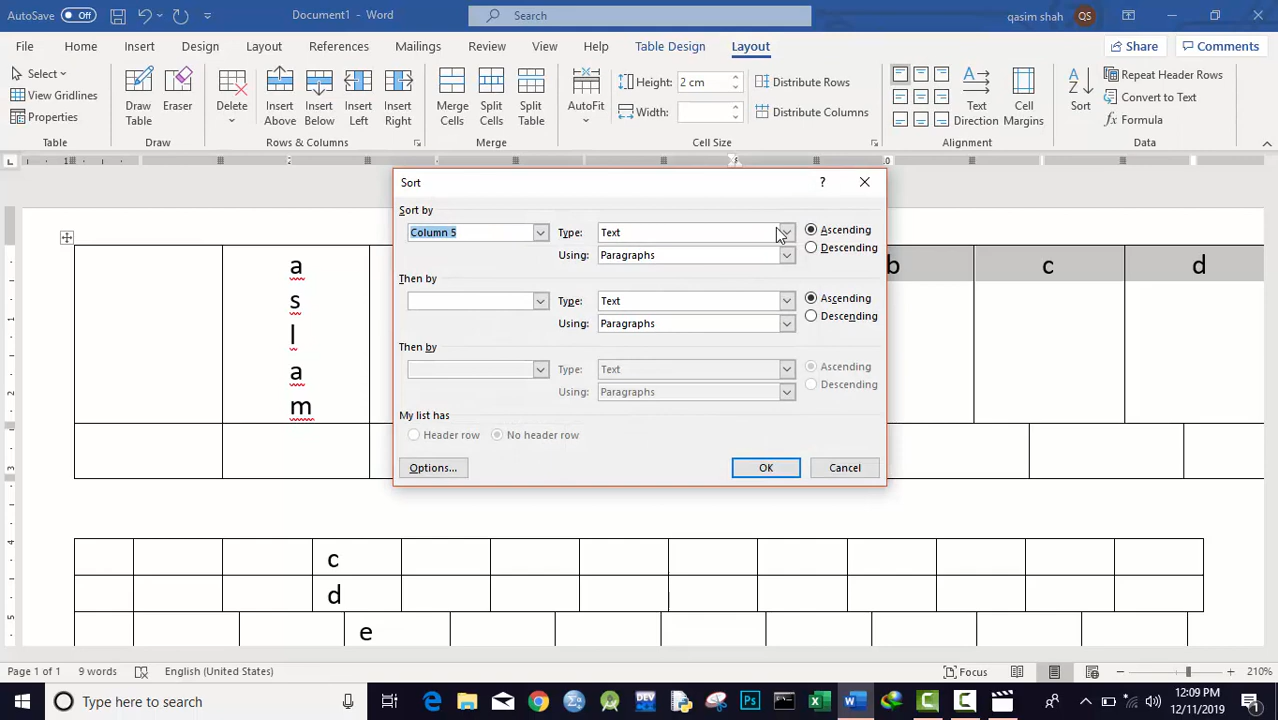 AutoSave Off Document1 - Word Search qasim shah QS
File Home Insert Design Layout References Mailings Review View Help Table Design Layout Share Comments
Select
View Gridlines
Properties
Draw Table
Eraser
Delete
Insert Above
Insert Below
Insert Left
Insert Right
Merge Cells
Split Cells
Split Table
AutoFit
Height: 2 cm
Width:
Distribute Rows
Distribute Columns
Text Direction
Cell Margins
Sort
Repeat Header Rows
Convert to Text
Formula
Table Draw Rows & Columns Merge Cell Size Alignment Data
Sort ?
Sort by
Column 5 Type: Text Ascending
Using: Paragraphs Descending
Then by
Type: Text Ascending
Using: Paragraphs Descending
Then by
Type: Text Ascending
Using: Paragraphs Descending
My list has
Header row No header row
Options... OK Cancel
a b c d
s
l
a
m
c
d
e
Page 1 of 1 9 words English (United States) Focus 210%
Type here to search 12:09 PM
12/11/2019